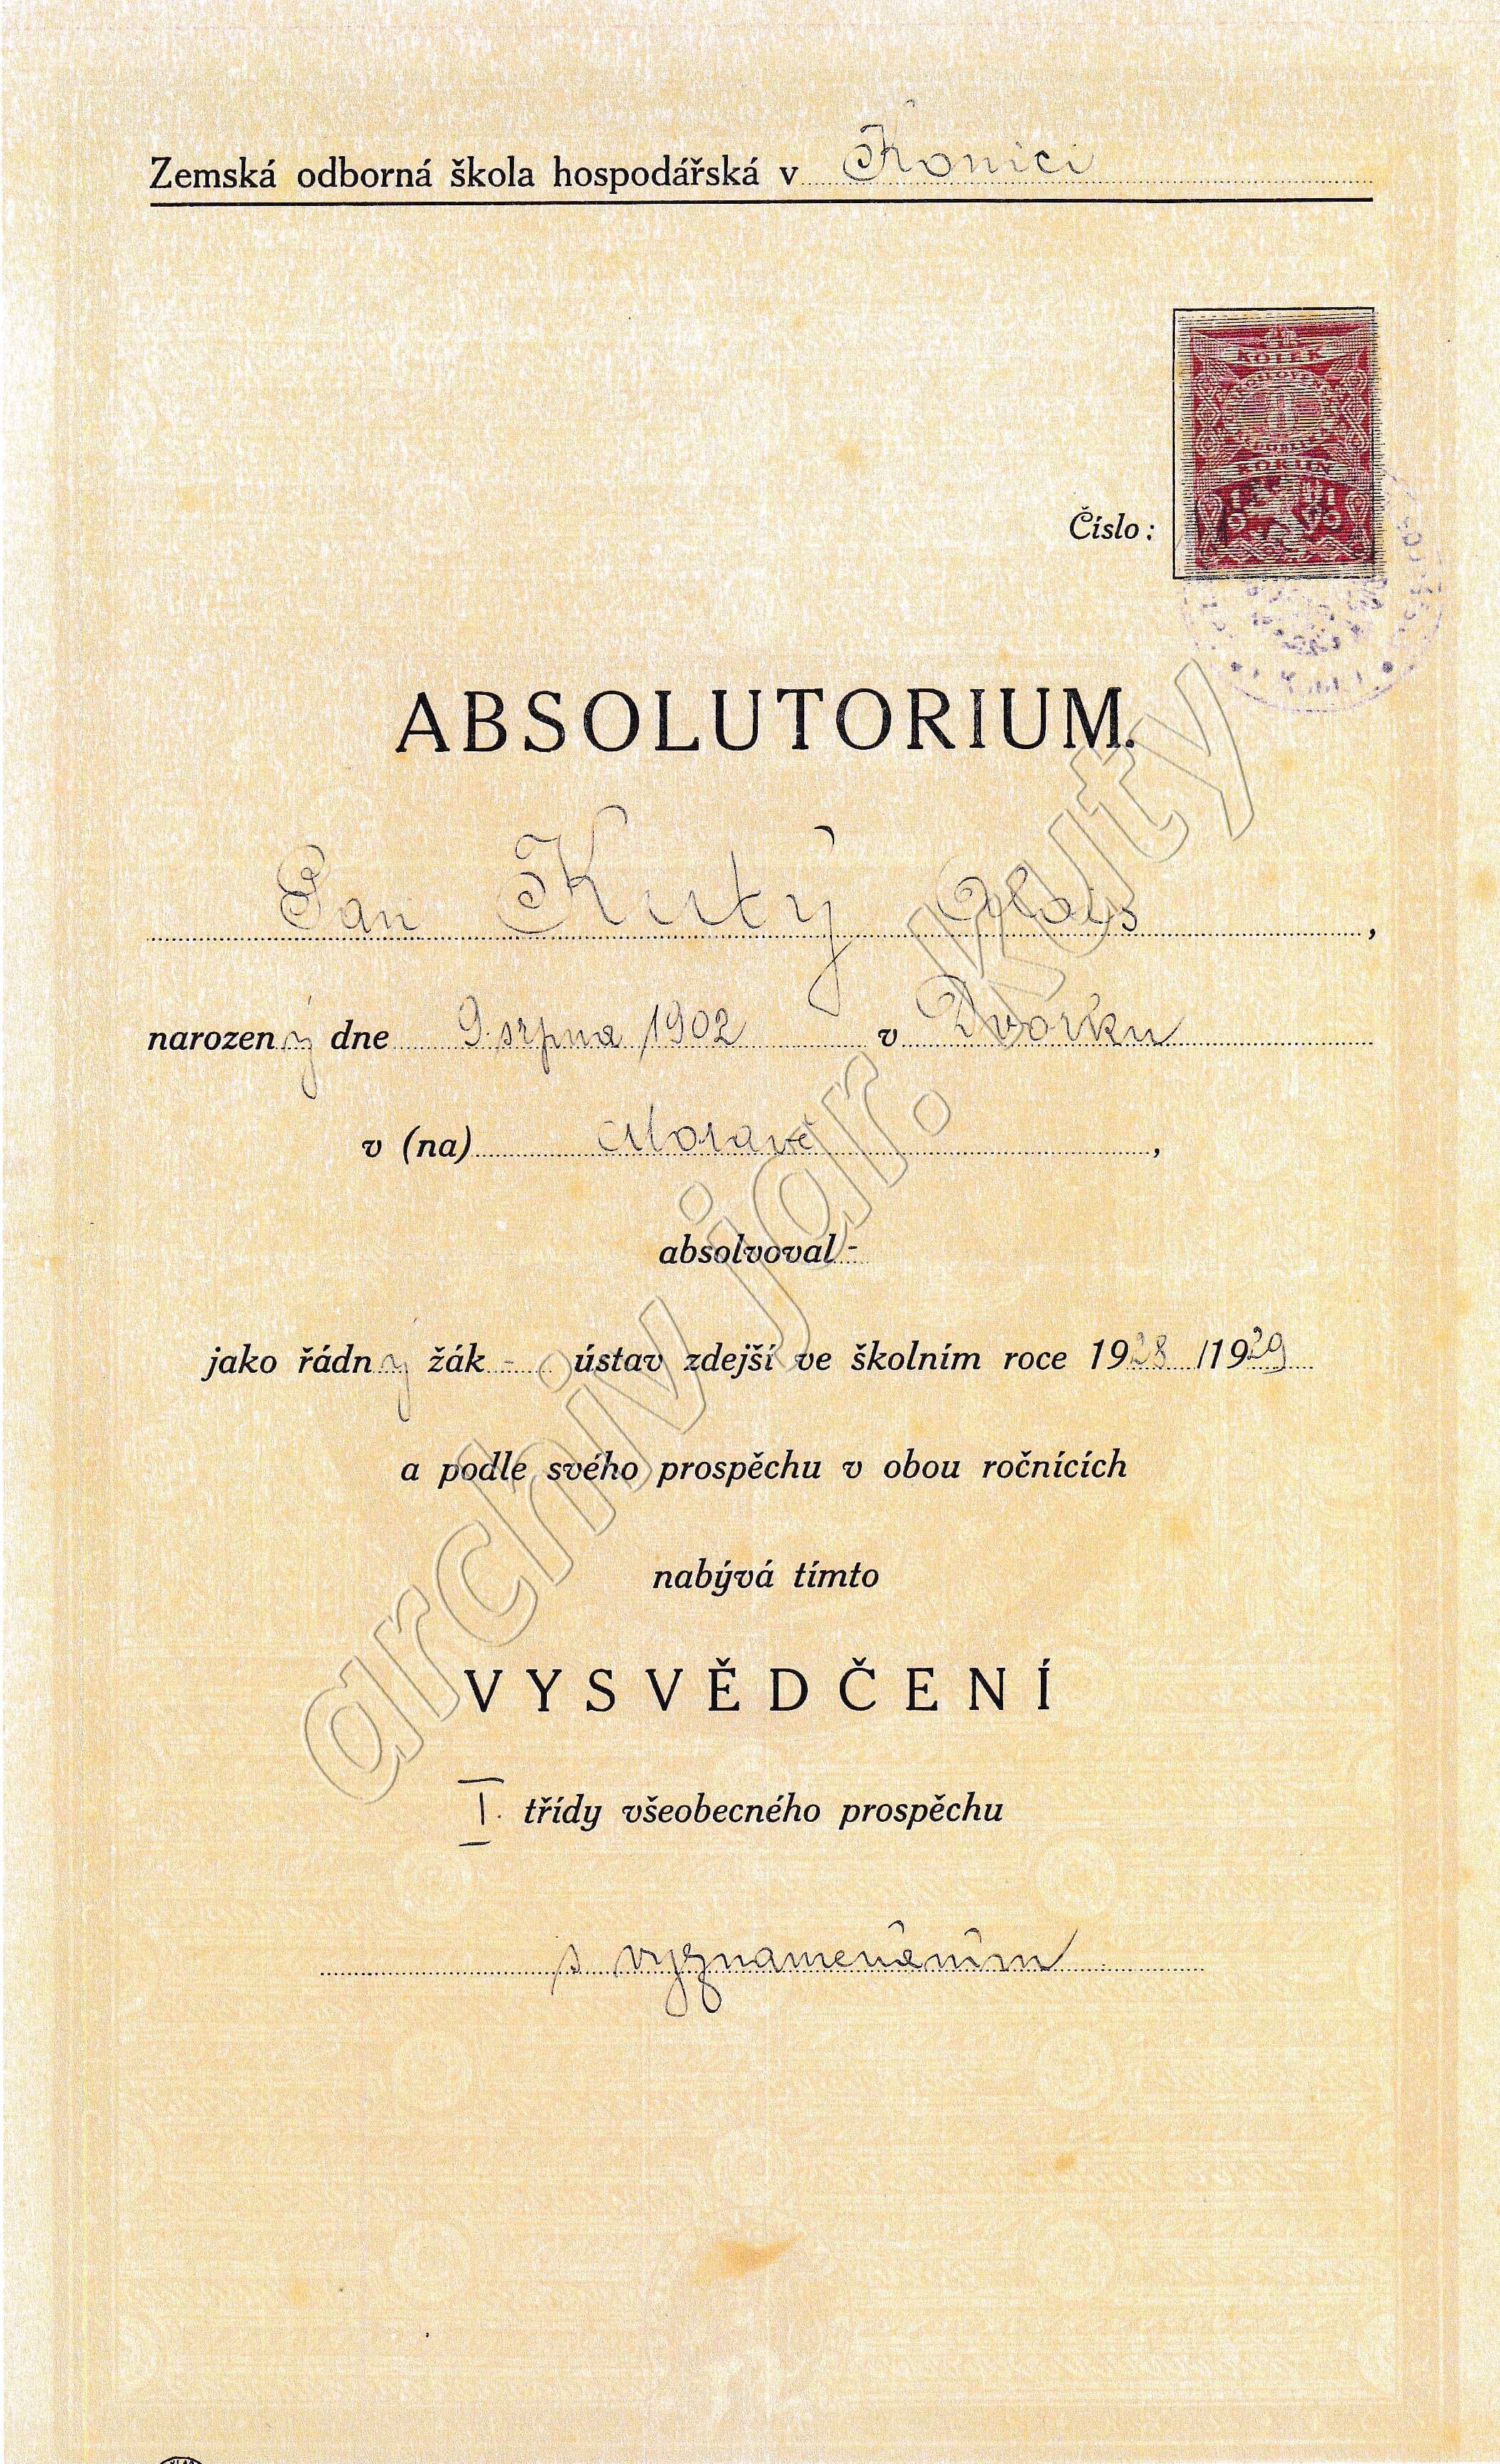 Zemská odborná škola hospodářská v Konici
KOLEK
KORUN
Číslo:
ABSOLUTORIUM.
Pan Kutý Alois,
narozený dne 9. srpna 1902 v Dvorku
v (na) Moravě,
absolvoval -
jako řádný žák - ústav zdejší ve školním roce 1928/1929
a podle svého prospěchu v obou ročnících
nabývá tímto
VYSVĚDČENÍ
I. třídy všeobecného prospěchu
s vyznamenáním
archiv jar. kuty